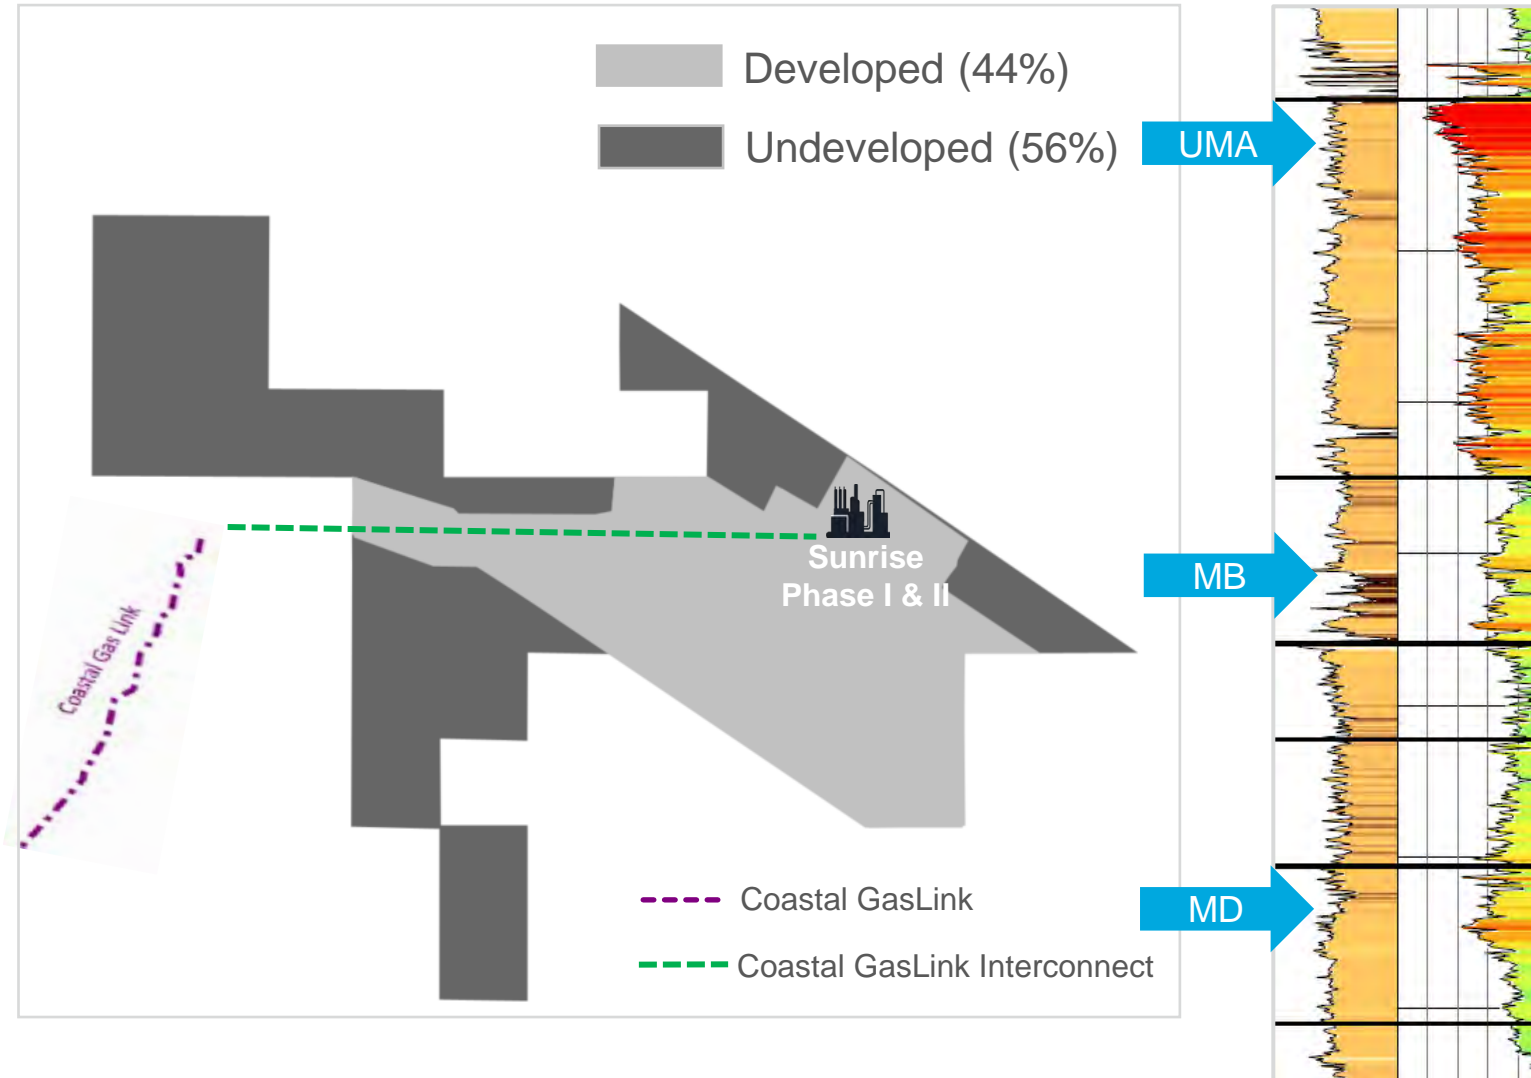 Developed (44%)
Undeveloped (56%)
UMA
Sunrise
Phase I & II
MB
Coastal Gas Link
Coastal GasLink
MD
Coastal GasLink Interconnect